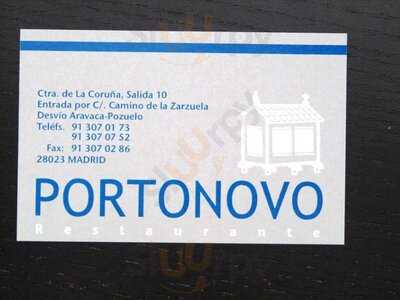 Ctra. de La Coruña, Salida 10
Entrada por C/. Camino de la Zarzuela
Desvío Aravaca-Pozuelo
Teléfs. 91 307 01 73
91 307 07 52
Fax: 91 307 02 86
28023 MADRID
PORTONOVO
Restaurante
sluurpy